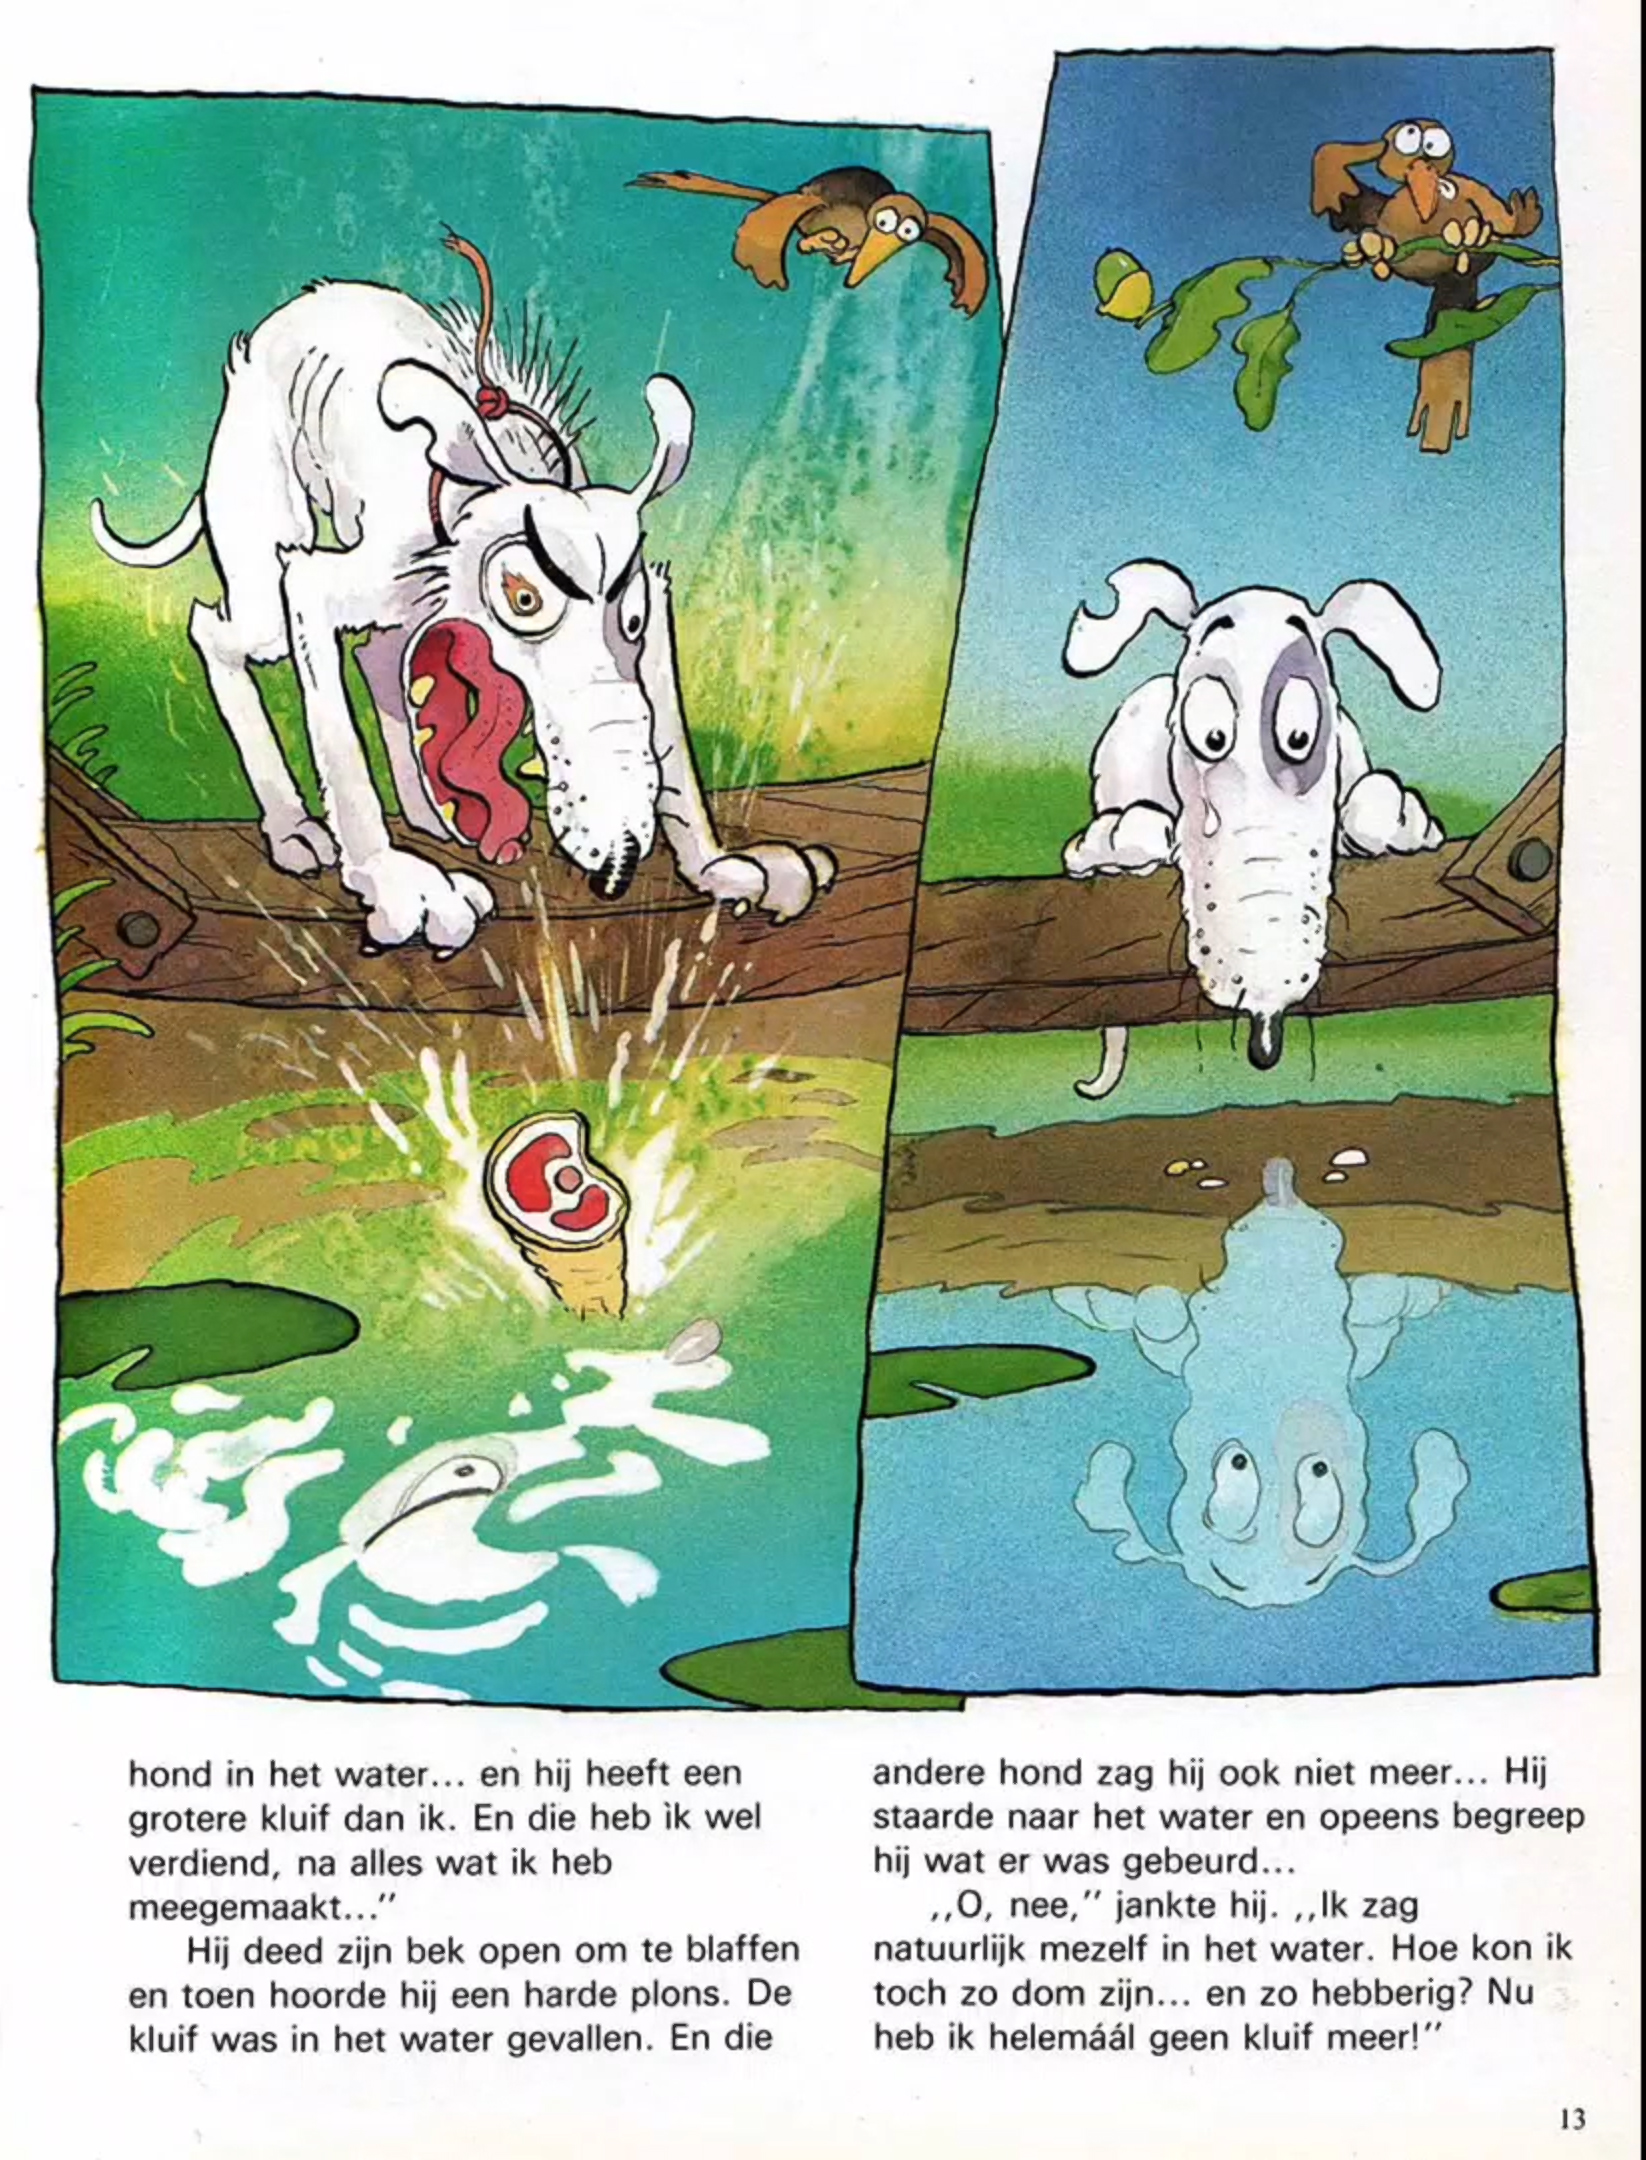 hond in het water... en hij heeft een
grotere kluif dan ik. En die heb ik wel
verdiend, na alles wat ik heb
meegemaakt...”
Hij deed zijn bek open om te blaffen
en toen hoorde hij een harde plons. De
kluif was in het water gevallen. En die
andere hond zag hij ook niet meer... Hij
staarde naar het water en opeens begreep
hij wat er was gebeurd...
,,O, nee,” jankte hij. ,,Ik zag
natuurlijk mezelf in het water. Hoe kon ik
toch zo dom zijn... en zo hebberig? Nu
heb ik helemáál geen kluif meer!”
13